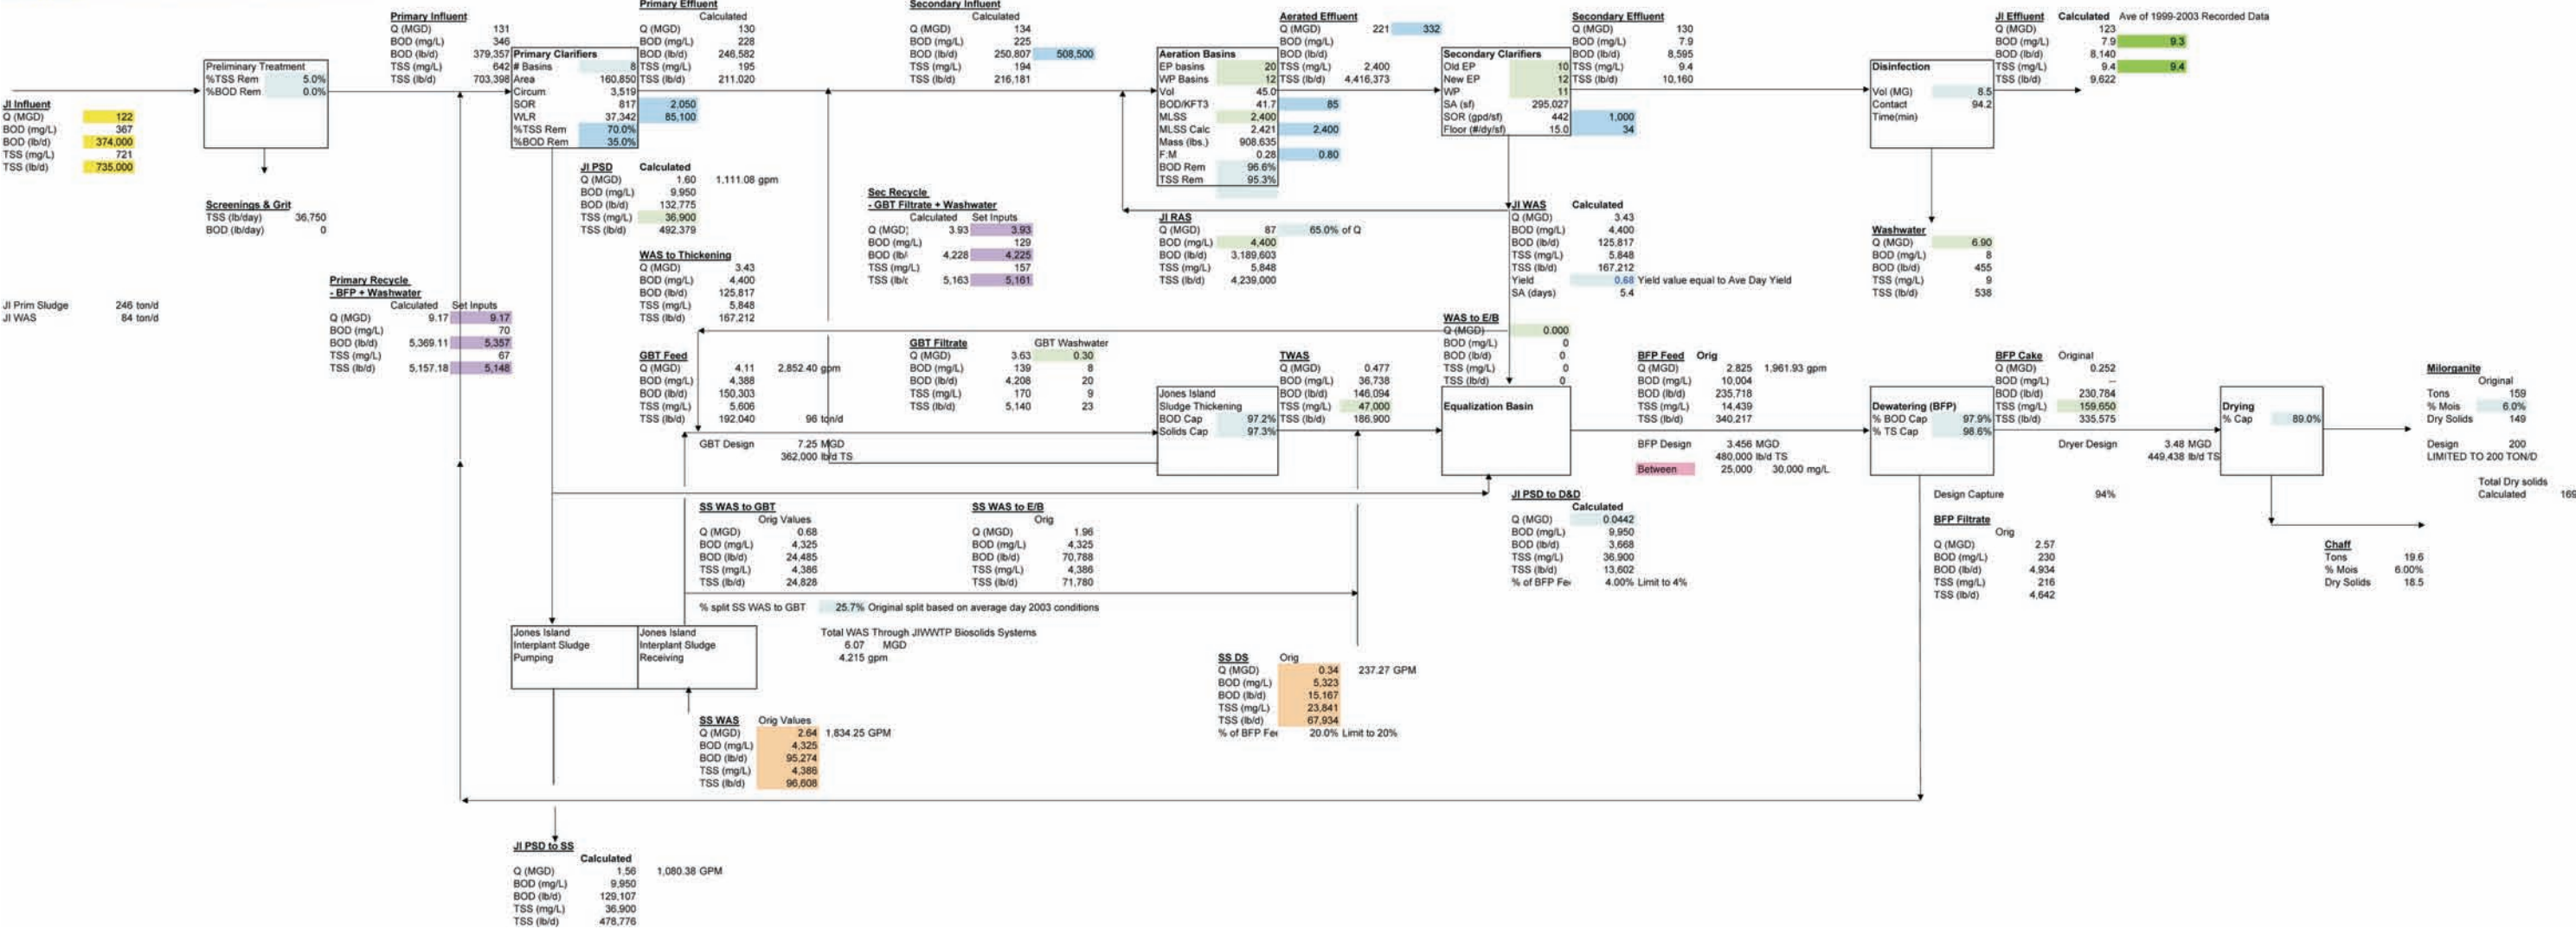 Primary Influent
Q (MGD) 131
BOD (mg/L) 346
BOD (lb/d) 379,357
TSS (mg/L) 642
TSS (lb/d) 703,398
Primary Effluent
Calculated
Q (MGD) 130
BOD (mg/L) 228
BOD (lb/d) 246,582
TSS (mg/L) 195
TSS (lb/d) 211,020
Secondary Influent
Calculated
Q (MGD) 134
BOD (mg/L) 225
BOD (lb/d) 250,807 508,500
TSS (mg/L) 194
TSS (lb/d) 216,181
Aerated Effluent
Q (MGD) 221 332
BOD (mg/L)
BOD (lb/d)
TSS (mg/L) 2,400
TSS (lb/d) 4,416,373
Secondary Effluent
Q (MGD) 130
BOD (mg/L) 7.9
BOD (lb/d) 8,595
TSS (mg/L) 9.4
TSS (lb/d) 10,160
JI Effluent Calculated Ave of 1999-2003 Recorded Data
Q (MGD) 123
BOD (mg/L) 7.9 9.3
BOD (lb/d) 8,140
TSS (mg/L) 9.4 9.4
TSS (lb/d) 9,622
Preliminary Treatment
%TSS Rem 5.0%
%BOD Rem 0.0%
Primary Clarifiers
# Basins 8
Area 160,850
Circum 3,519
SOR 817 2,050
WLR 37,342 85,100
%TSS Rem 70.0%
%BOD Rem 35.0%
Aeration Basins
EP basins 20
WP Basins 12
Vol 45.0
BOD/KFT3 41.7 85
MLSS 2,400
MLSS Calc 2,421 2,400
Mass (lbs.) 908,635
F:M 0.28 0.80
BOD Rem 96.6%
TSS Rem 95.3%
Secondary Clarifiers
Old EP 10
New EP 12
WP 11
SA (sf) 295,027
SOR (gpd/sf) 442 1,000
Floor (#/dy/sf) 15.0 34
Disinfection
Vol (MG) 8.5
Contact 94.2
Time(min)
JI Influent
Q (MGD) 122
BOD (mg/L) 367
BOD (lb/d) 374,000
TSS (mg/L) 721
TSS (lb/d) 735,000
Screenings & Grit
TSS (lb/day) 36,750
BOD (lb/day) 0
JI PSD Calculated
Q (MGD) 1.60 1,111.08 gpm
BOD (mg/L) 9,950
BOD (lb/d) 132,775
TSS (mg/L) 36,900
TSS (lb/d) 492,379
Sec Recycle
- GBT Filtrate + Washwater
Calculated Set Inputs
Q (MGD) 3.93 3.93
BOD (mg/L) 129
BOD (lb/ 4,228 4,225
TSS (mg/L) 157
TSS (lb/ 5,163 5,161
JI RAS
Q (MGD) 87 65.0% of Q
BOD (mg/L) 4,400
BOD (lb/d) 3,189,603
TSS (mg/L) 5,848
TSS (lb/d) 4,239,000
JI WAS Calculated
Q (MGD) 3.43
BOD (mg/L) 4,400
BOD (lb/d) 125,817
TSS (mg/L) 5,848
TSS (lb/d) 167,212
Yield 0.68 Yield value equal to Ave Day Yield
SA (days) 5.4
Washwater
Q (MGD) 6.90
BOD (mg/L) 8
BOD (lb/d) 455
TSS (mg/L) 9
TSS (lb/d) 538
JI Prim Sludge 246 ton/d
JI WAS 84 ton/d
Primary Recycle
- BFP + Washwater
Calculated Set Inputs
Q (MGD) 9.17 9.17
BOD (mg/L) 70
BOD (lb/d) 5,369.11 5,357
TSS (mg/L) 67
TSS (lb/d) 5,157.18 5,148
WAS to Thickening
Q (MGD) 3.43
BOD (mg/L) 4,400
BOD (lb/d) 125,817
TSS (mg/L) 5,848
TSS (lb/d) 167,212
GBT Feed
Q (MGD) 4.11 2,852.40 gpm
BOD (mg/L) 4,388
BOD (lb/d) 150,303
TSS (mg/L) 5,606
TSS (lb/d) 192,040 96 ton/d
GBT Design 7.25 MGD
362,000 lb/d TS
GBT Filtrate GBT Washwater
Q (MGD) 3.63 0.30
BOD (mg/L) 139 8
BOD (lb/d) 4,208 20
TSS (mg/L) 170 9
TSS (lb/d) 5,140 23
Jones Island
Sludge Thickening
BOD Cap 97.2%
Solids Cap 97.3%
TWAS
Q (MGD) 0.477
BOD (mg/L) 36,738
BOD (lb/d) 146,094
TSS (mg/L) 47,000
TSS (lb/d) 186,900
WAS to E/B
Q (MGD) 0.000
BOD (mg/L) 0
BOD (lb/d) 0
TSS (mg/L) 0
TSS (lb/d) 0
Equalization Basin
BFP Feed Orig
Q (MGD) 2.825 1,961.93 gpm
BOD (mg/L) 10,004
BOD (lb/d) 235,718
TSS (mg/L) 14,439
TSS (lb/d) 340,217
BFP Design 3.456 MGD
480,000 lb/d TS
Between 25,000 30,000 mg/L
Dewatering (BFP)
% BOD Cap 97.9%
% TS Cap 98.6%
BFP Cake Original
Q (MGD) 0.252
BOD (mg/L) --
BOD (lb/d) 230,784
TSS (mg/L) 159,650
TSS (lb/d) 335,575
Dryer Design 3.48 MGD
449,438 lb/d TS
Drying
% Cap 89.0%
Milorganite
Original
Tons 159
% Mois 6.0%
Dry Solids 149
Design 200
LIMITED TO 200 TON/D
Total Dry solids
Calculated 169
SS WAS to GBT
Orig Values
Q (MGD) 0.68
BOD (mg/L) 4,325
BOD (lb/d) 24,485
TSS (mg/L) 4,386
TSS (lb/d) 24,828
SS WAS to E/B
Orig
Q (MGD) 1.96
BOD (mg/L) 4,325
BOD (lb/d) 70,788
TSS (mg/L) 4,386
TSS (lb/d) 71,780
JI PSD to D&D
Calculated
Q (MGD) 0.0442
BOD (mg/L) 9,950
BOD (lb/d) 3,668
TSS (mg/L) 36,900
TSS (lb/d) 13,602
% of BFP Fe 4.00% Limit to 4%
Design Capture 94%
BFP Filtrate
Orig
Q (MGD) 2.57
BOD (mg/L) 230
BOD (lb/d) 4,934
TSS (mg/L) 216
TSS (lb/d) 4,642
Chaff
Tons 19.6
% Mois 6.00%
Dry Solids 18.5
% split SS WAS to GBT 25.7% Original split based on average day 2003 conditions
Jones Island
Interplant Sludge
Pumping
Jones Island
Interplant Sludge
Receiving
Total WAS Through JIWWTP Biosolids Systems
6.07 MGD
4.215 gpm
SS DS Orig
Q (MGD) 0.34 237.27 GPM
BOD (mg/L) 5,323
BOD (lb/d) 15,167
TSS (mg/L) 23,841
TSS (lb/d) 67,934
% of BFP Fe 20.0% Limit to 20%
SS WAS Orig Values
Q (MGD) 2.64 1,834.25 GPM
BOD (mg/L) 4,325
BOD (lb/d) 95,274
TSS (mg/L) 4,386
TSS (lb/d) 96,608
JI PSD to SS
Calculated
Q (MGD) 1.56 1,080.38 GPM
BOD (mg/L) 9,950
BOD (lb/d) 129,107
TSS (mg/L) 36,900
TSS (lb/d) 478,776